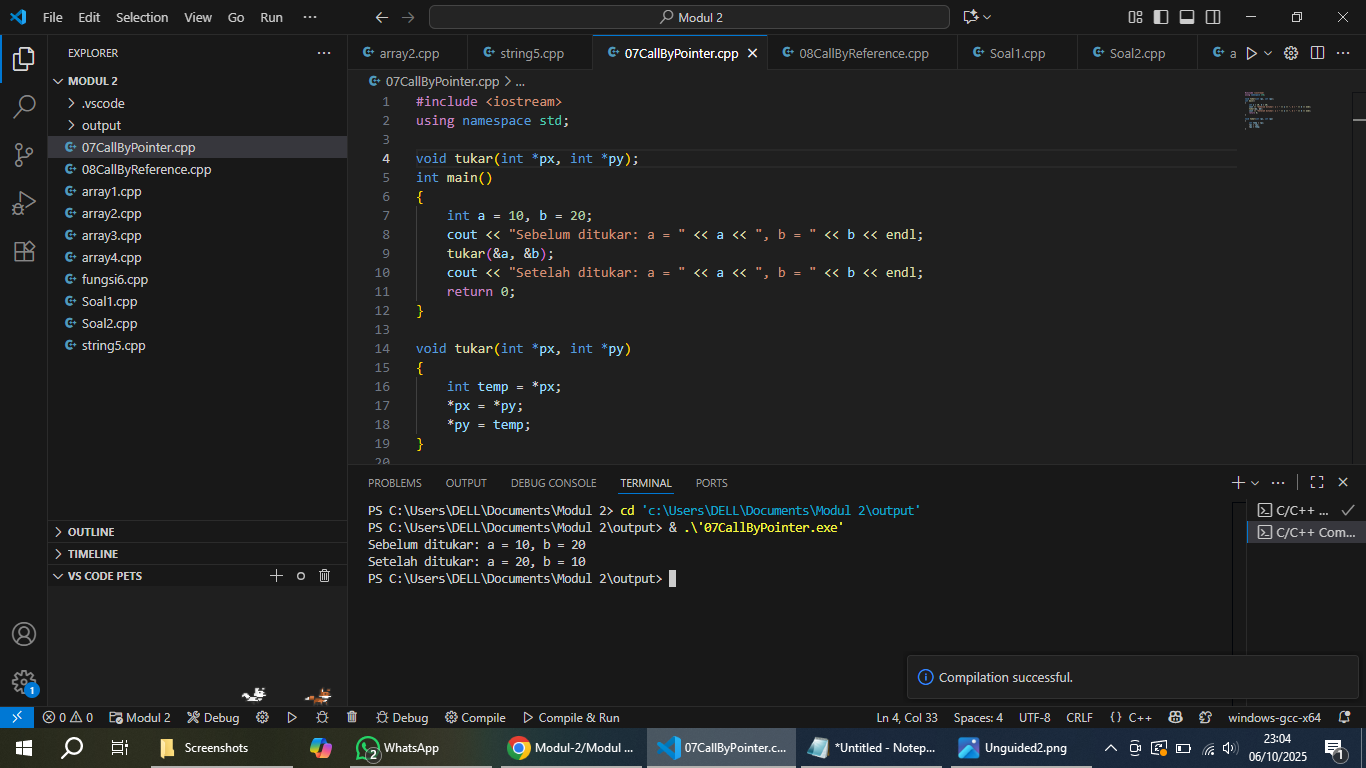 File Edit Selection View Go Run ···
Modul 2
EXPLORER ···
MODUL 2
.vscode
output
07CallByPointer.cpp
08CallByReference.cpp
array1.cpp
array2.cpp
array3.cpp
array4.cpp
fungsi6.cpp
Soal1.cpp
Soal2.cpp
string5.cpp
OUTLINE
TIMELINE
VS CODE PETS
array2.cpp string5.cpp 07CallByPointer.cpp 08CallByReference.cpp Soal1.cpp Soal2.cpp a
07CallByPointer.cpp > ...
1 #include <iostream>
2 using namespace std;
3
4 void tukar(int *px, int *py);
5 int main()
6 {
7 int a = 10, b = 20;
8 cout << "Sebelum ditukar: a = " << a << ", b = " << b << endl;
9 tukar(&a, &b);
10 cout << "Setelah ditukar: a = " << a << ", b = " << b << endl;
11 return 0;
12 }
13
14 void tukar(int *px, int *py)
15 {
16 int temp = *px;
17 *px = *py;
18 *py = temp;
19 }
20
PROBLEMS OUTPUT DEBUG CONSOLE TERMINAL PORTS
PS C:\Users\DELL\Documents\Modul 2> cd 'c:\Users\DELL\Documents\Modul 2\output'
PS C:\Users\DELL\Documents\Modul 2\output> & .\'07CallByPointer.exe'
Sebelum ditukar: a = 10, b = 20
Setelah ditukar: a = 20, b = 10
PS C:\Users\DELL\Documents\Modul 2\output>
C/C++ ...
C/C++ Com...
Compilation successful.
1
0 0 Modul 2 Debug Debug Compile Compile & Run Ln 4, Col 33 Spaces: 4 UTF-8 CRLF {} C++ windows-gcc-x64
Screenshots 2 WhatsApp Modul-2/Modul ... 07CallByPointer.c... *Untitled - Notep... Unguided2.png 23:04
06/10/2025 1